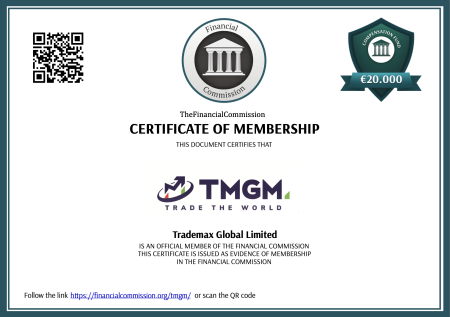 Financial
Commission
COMPENSATION FUND
€20.000
TheFinancialCommission
CERTIFICATE OF MEMBERSHIP
THIS DOCUMENT CERTIFIES THAT
TMGM
TRADE THE WORLD
Trademax Global Limited
IS AN OFFICIAL MEMBER OF THE FINANCIAL COMMISSION
THIS CERTIFICATE IS ISSUED AS EVIDENCE OF MEMBERSHIP
IN THE FINANCIAL COMMISSION
Follow the link https://financialcommission.org/tmgm/ or scan the QR code